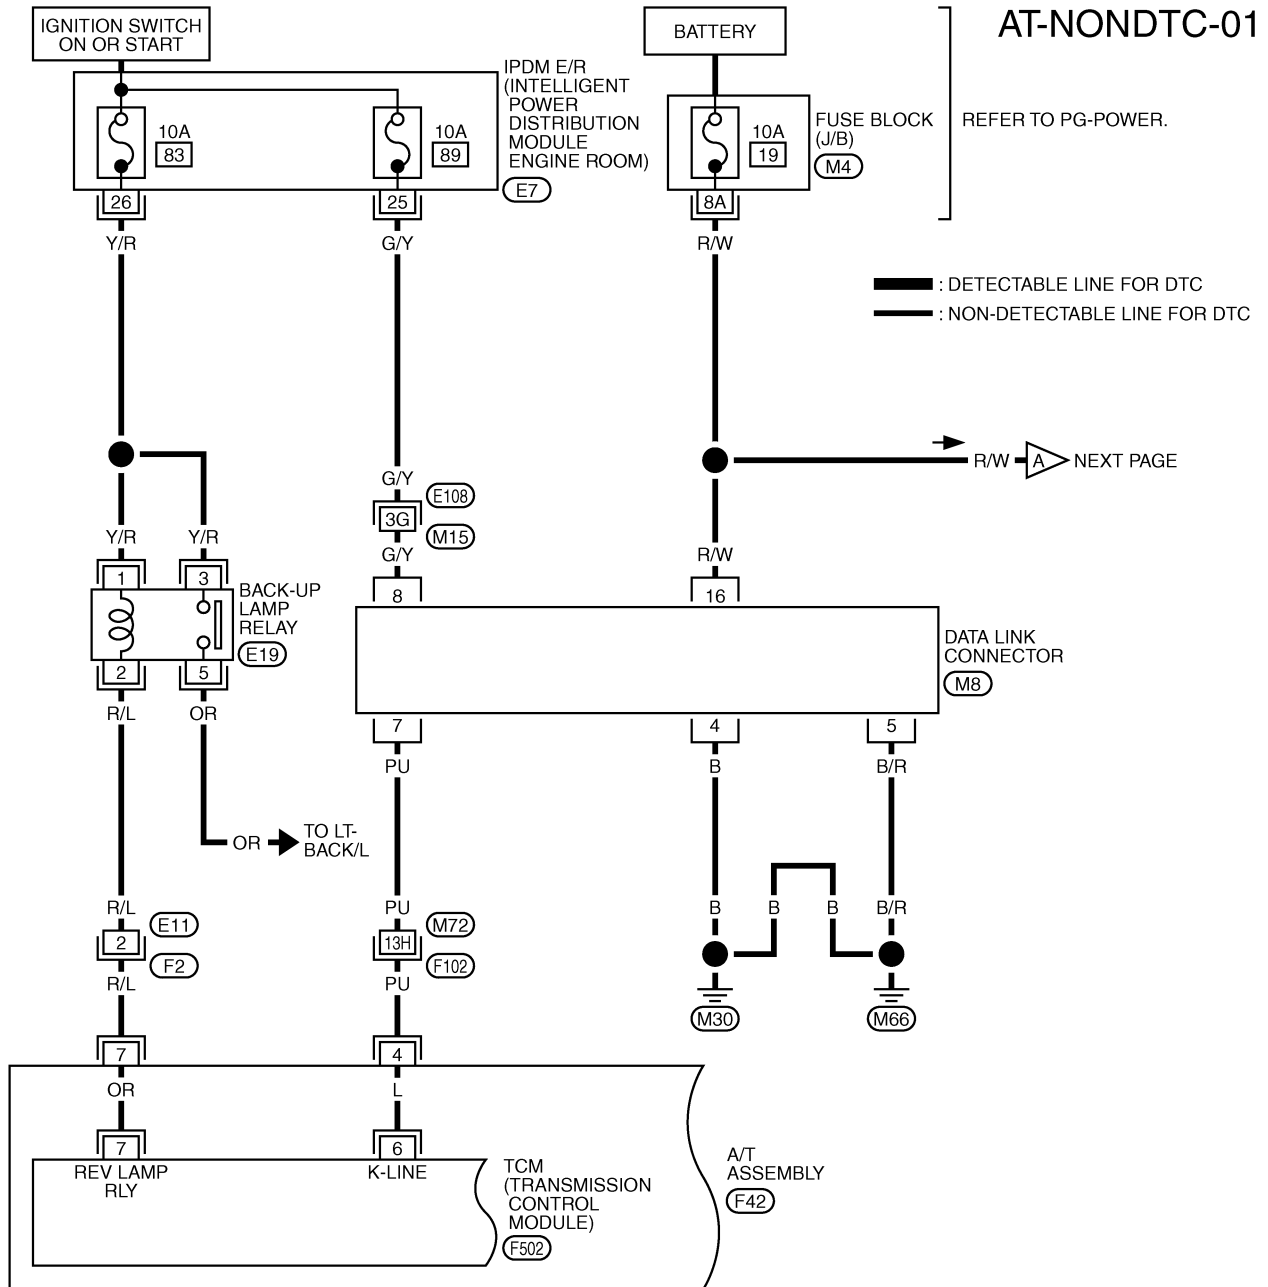 AT-NONDTC-01
IGNITION SWITCH
ON OR START
BATTERY
IPDM E/R
(INTELLIGENT
POWER
DISTRIBUTION
MODULE
ENGINE ROOM)
E7
10A
83
10A
89
10A
19
FUSE BLOCK
(J/B)
M4
REFER TO PG-POWER.
26
25
8A
Y/R
G/Y
R/W
: DETECTABLE LINE FOR DTC
: NON-DETECTABLE LINE FOR DTC
R/W
A
NEXT PAGE
G/Y
E108
3G
M15
G/Y
Y/R
Y/R
R/W
1
3
8
16
BACK-UP
LAMP
RELAY
E19
DATA LINK
CONNECTOR
M8
2
5
7
4
5
R/L
OR
PU
B
B/R
OR
TO LT-
BACK/L
R/L
E11
2
F2
R/L
PU
M72
13H
F102
PU
B
B
B
B/R
M30
M66
7
4
OR
L
7
6
REV LAMP
RLY
K-LINE
TCM
(TRANSMISSION
CONTROL
MODULE)
F502
A/T
ASSEMBLY
F42